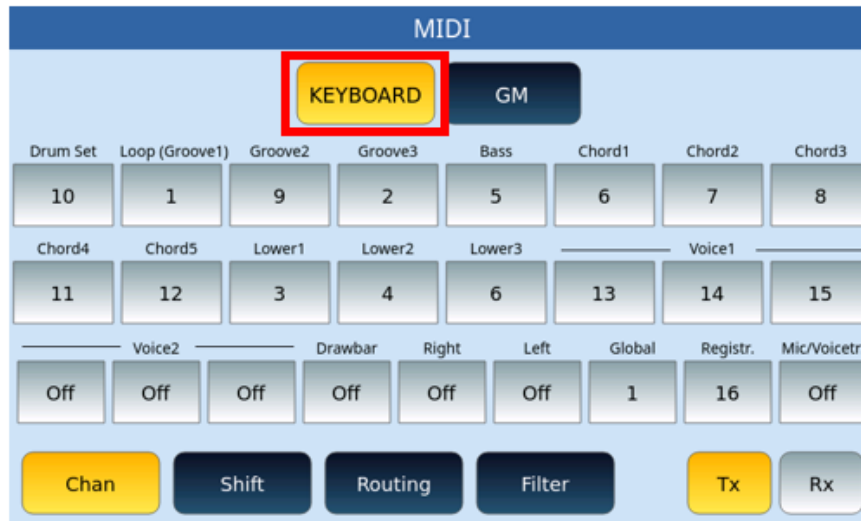 MIDI
KEYBOARD GM
Drum Set Loop (Groove1) Groove2 Groove3 Bass Chord1 Chord2 Chord3
10 1 9 2 5 6 7 8
Chord4 Chord5 Lower1 Lower2 Lower3 Voice1
11 12 3 4 6 13 14 15
Voice2 Drawbar Right Left Global Registr. Mic/Voicetr
Off Off Off Off Off Off 1 16 Off
Chan Shift Routing Filter Tx Rx